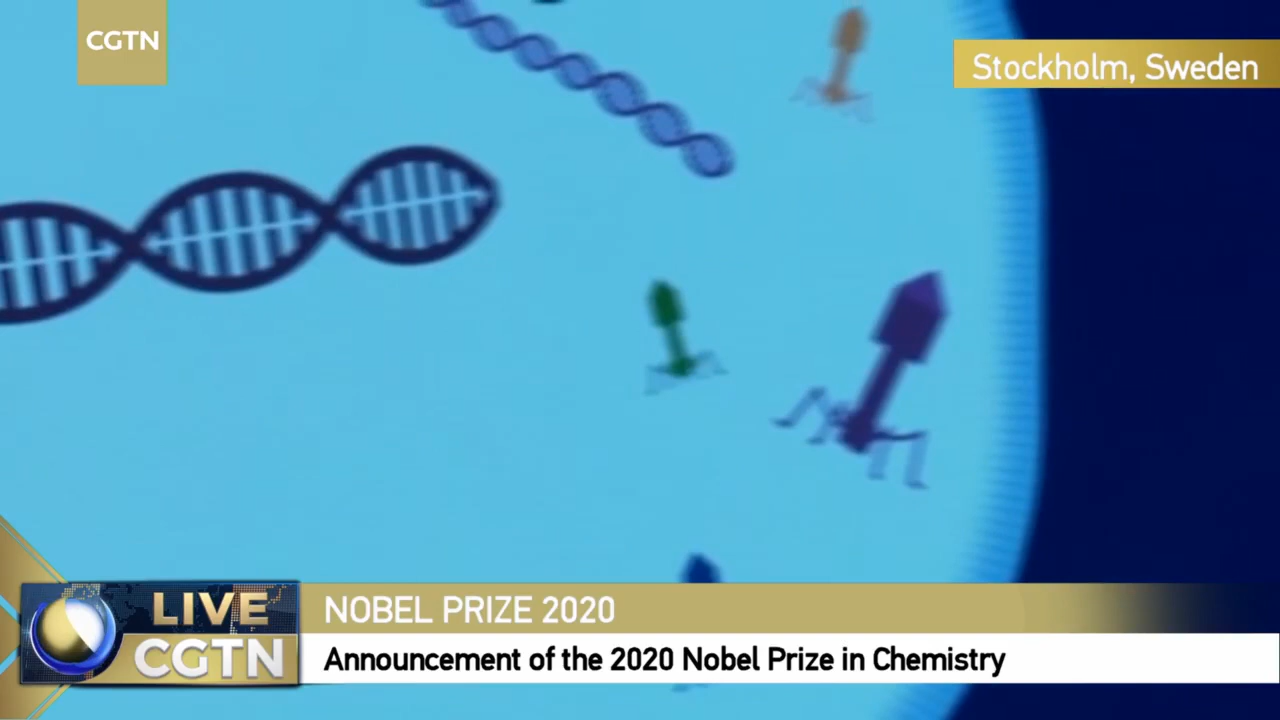 CGTN
Stockholm, Sweden
LIVE
CGTN
NOBEL PRIZE 2020
Announcement of the 2020 Nobel Prize in Chemistry